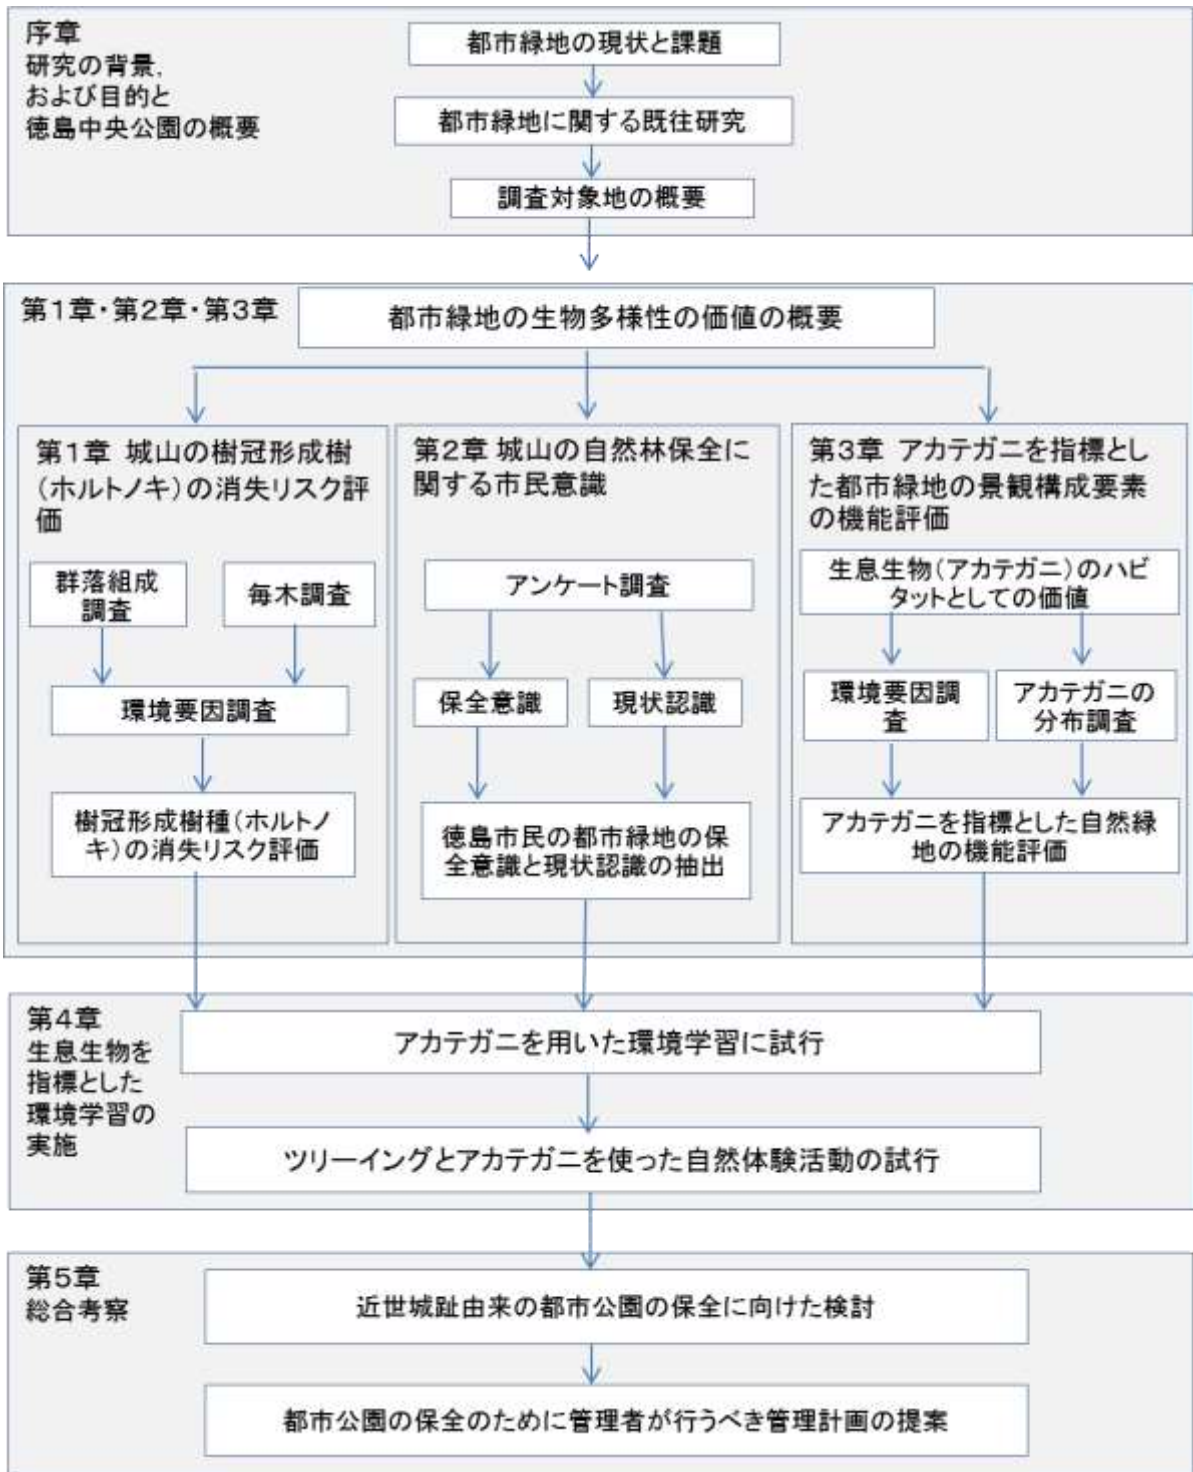 序章
研究の背景,
および目的と
徳島中央公園の概要
都市緑地の現状と課題
都市緑地に関する既往研究
調査対象地の概要
第1章・第2章・第3章
都市緑地の生物多様性の価値の概要
第1章 城山の樹冠形成樹
(ホルトノキ)の消失リスク評
価
群落組成
調査
毎木調査
環境要因調査
樹冠形成樹種(ホルトノ
キ)の消失リスク評価
第2章 城山の自然林保全に
関する市民意識
アンケート調査
保全意識
現状認識
徳島市民の都市緑地の保
全意識と現状認識の抽出
第3章 アカテガニを指標とし
た都市緑地の景観構成要素
の機能評価
生息生物(アカテガニ)のハビ
タットとしての価値
環境要因調
査
アカテガニの
分布調査
アカテガニを指標とした自然緑
地の機能評価
第4章
生息生物を
指標とした
環境学習の
実施
アカテガニを用いた環境学習に試行
ツリーイングとアカテガニを使った自然体験活動の試行
第5章
総合考察
近世城趾由来の都市公園の保全に向けた検討
都市公園の保全のために管理者が行うべき管理計画の提案